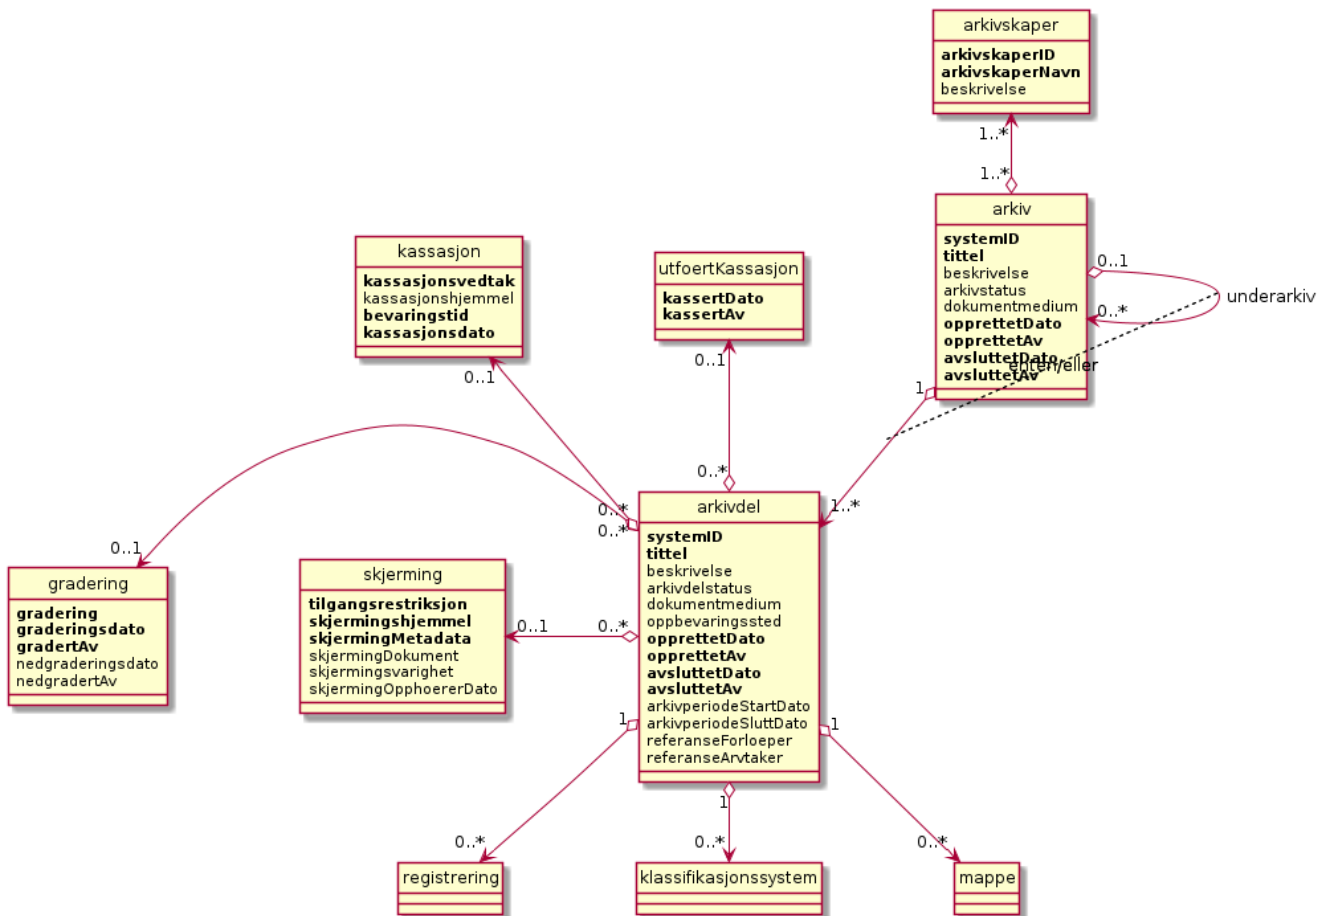 arkivskaper
arkivskaperID
arkivskaperNavn
beskrivelse
1..*
1..*
arkiv
systemID
tittel
beskrivelse
arkivstatus
dokumentmedium
opprettetDato
opprettetAv
avsluttetDato
avsluttetAv
0..1
0..*
underarkiv
enten/eller
1
1..*
kassasjon
kassasjonsvedtak
kassasjonshjemmel
bevaringstid
kassasjonsdato
0..1
0..*
utfoertKassasjon
kassertDato
kassertAv
0..1
0..*
gradering
gradering
graderingsdato
gradertAv
nedgraderingsdato
nedgradertAv
0..1
0..*
skjerming
tilgangsrestriksjon
skjermingshjemmel
skjermingMetadata
skjermingDokument
skjermingsvarighet
skjermingOpphoererDato
0..1
0..*
arkivdel
systemID
tittel
beskrivelse
arkivdelstatus
dokumentmedium
oppbevaringssted
opprettetDato
opprettetAv
avsluttetDato
avsluttetAv
arkivperiodeStartDato
arkivperiodeSluttDato
referanseForloeper
referanseArvtaker
1
0..*
registrering
1
0..*
klassifikasjonssystem
1
0..*
mappe